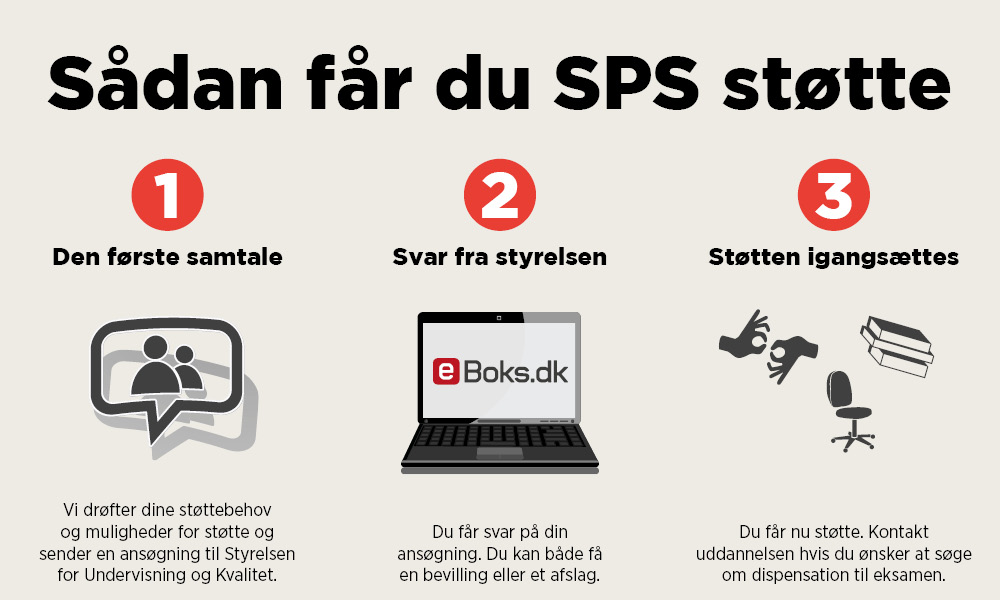 Sådan får du SPS støtte
1
Den første samtale
Vi drøfter dine støttebehov
og muligheder for støtte og
sender en ansøgning til Styrelsen
for Undervisning og Kvalitet.
2
Svar fra styrelsen
e Boks.dk
Du får svar på din
ansøgning. Du kan både få
en bevilling eller et afslag.
3
Støtten igangsættes
Du får nu støtte. Kontakt
uddannelsen hvis du ønsker at søge
om dispensation til eksamen.